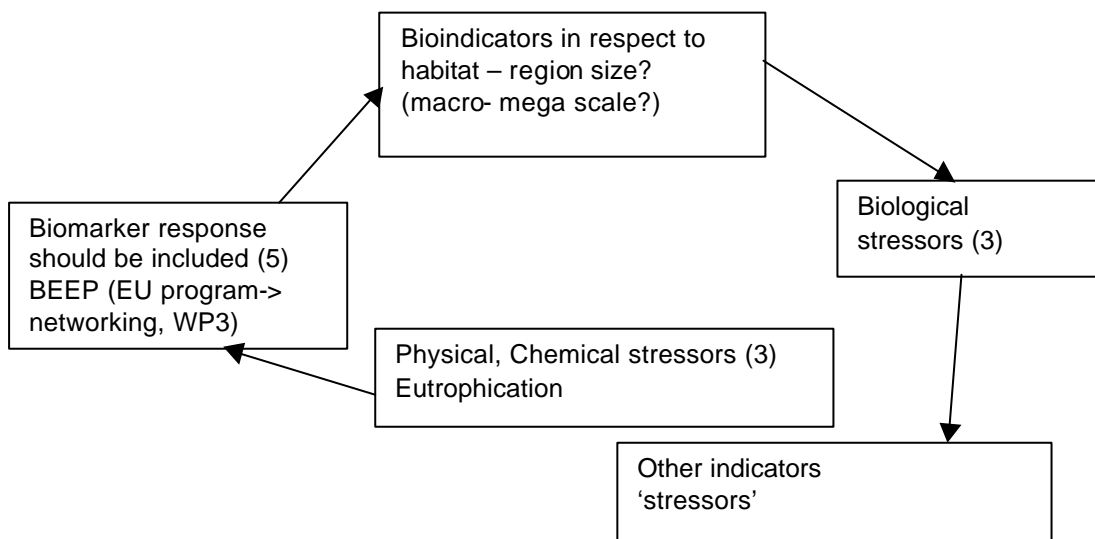 Bioindicators in respect to
habitat – region size?
(macro- mega scale?)
Biological
stressors (3)
Biomarker response
should be included (5)
BEEP (EU program->
networking, WP3)
Physical, Chemical stressors (3)
Eutrophication
Other indicators
‘stressors’